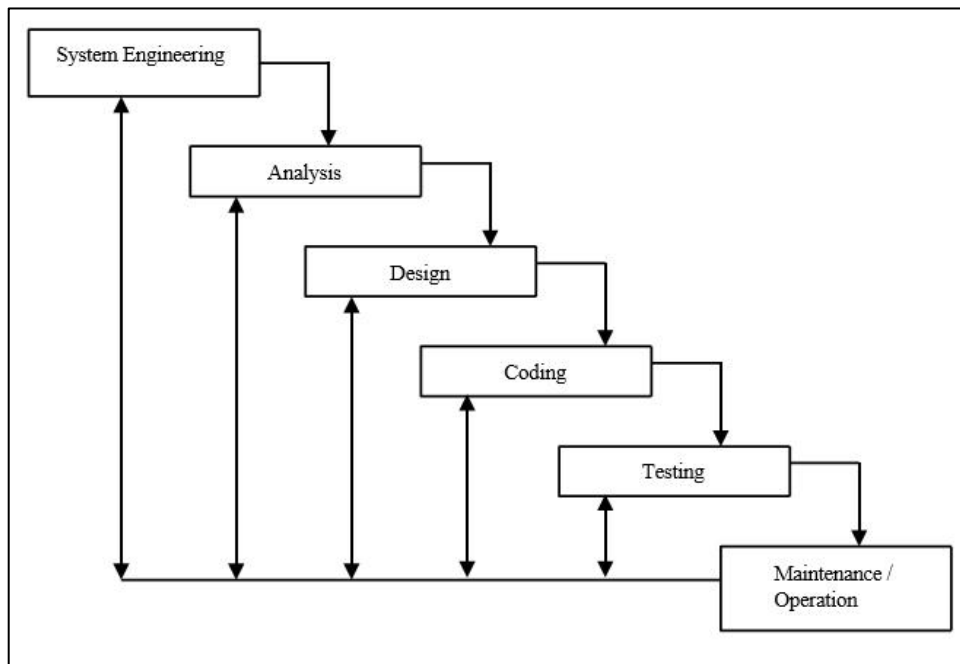 System Engineering
Analysis
Design
Coding
Testing
Maintenance /
Operation